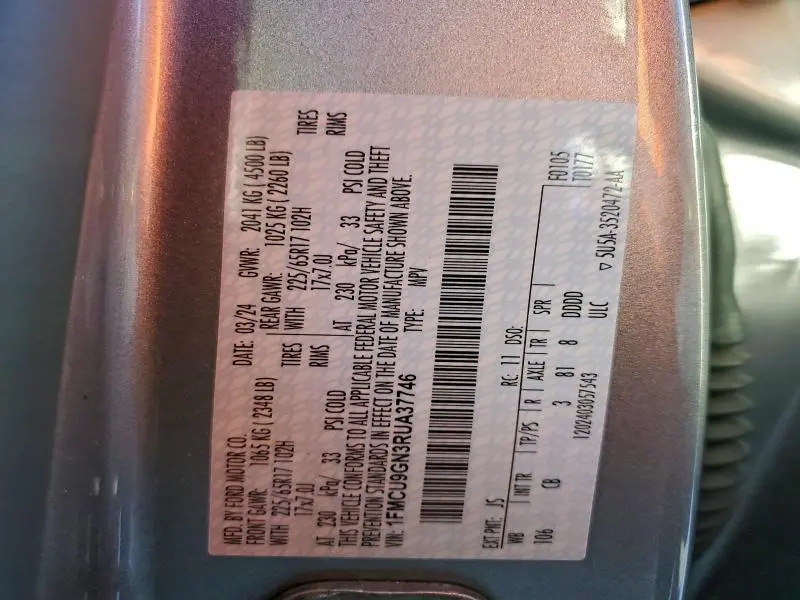 MFD. BY FORD MOTOR CO.
DATE: 03/24 GVWR: 2041 KG ( 4500 LB)
FRONT GAWR: 1065 KG ( 2348 LB) REAR GAWR: 1025 KG ( 2260 LB)
WITH 225/65R17 102H TIRES WITH 225/65R17 102H TIRES
17x7.0J RIMS 17x7.0J RIMS
AT 230 kPa/ 33 PSI COLD AT 230 kPa/ 33 PSI COLD
THIS VEHICLE CONFORMS TO ALL APPLICABLE FEDERAL MOTOR VEHICLE SAFETY AND THEFT
PREVENTION STANDARDS IN EFFECT ON THE DATE OF MANUFACTURE SHOWN ABOVE.
VIN: 1FMCU9GN3RUA37746 TYPE: MPV
EXT PNT: JS RC: 11 DSO: F0105
WB INT TR TP/PS R AXLE TR SPR T0177
106 CB 3 81 8 DDDD
1202403057543 ULC ▽ 5U5A-3520472-AA